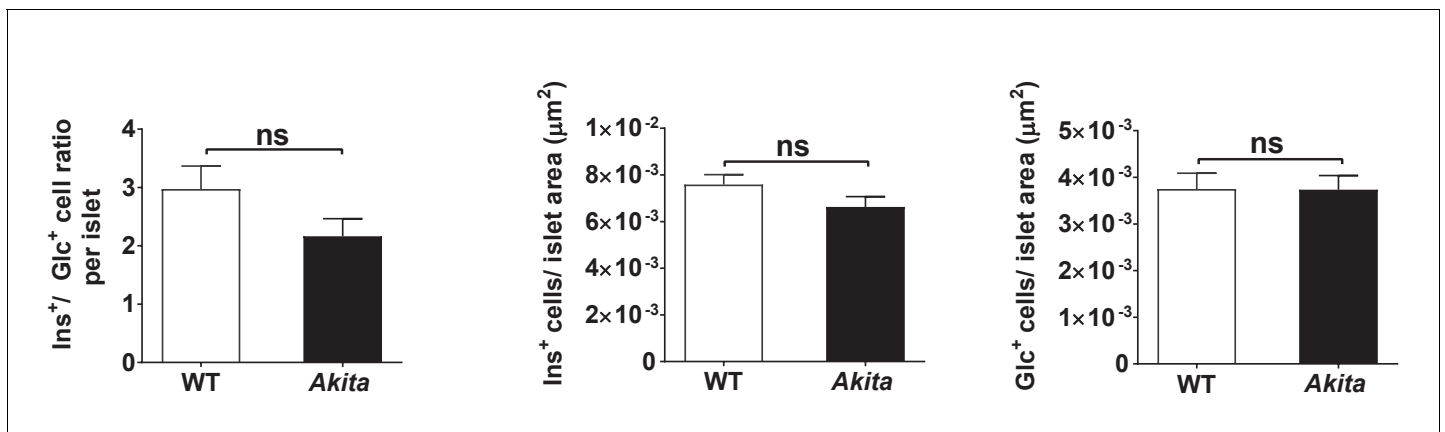 Ins⁺/ Glc⁺ cell ratio
per islet
4
3
2
1
0
ns
WT
Akita
Ins⁺ cells/ islet area (μm²)
1×10⁻²
8×10⁻³
6×10⁻³
4×10⁻³
2×10⁻³
0
ns
WT
Akita
Glc⁺ cells/ islet area (μm²)
5×10⁻³
4×10⁻³
3×10⁻³
2×10⁻³
1×10⁻³
0
ns
WT
Akita